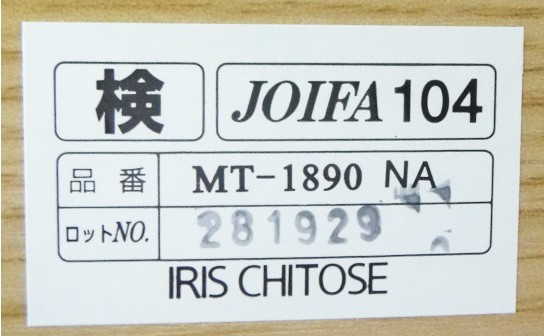 検 JOIFA 104
品番 MT-1890 NA
ロットNO. 281929
IRIS CHITOSE